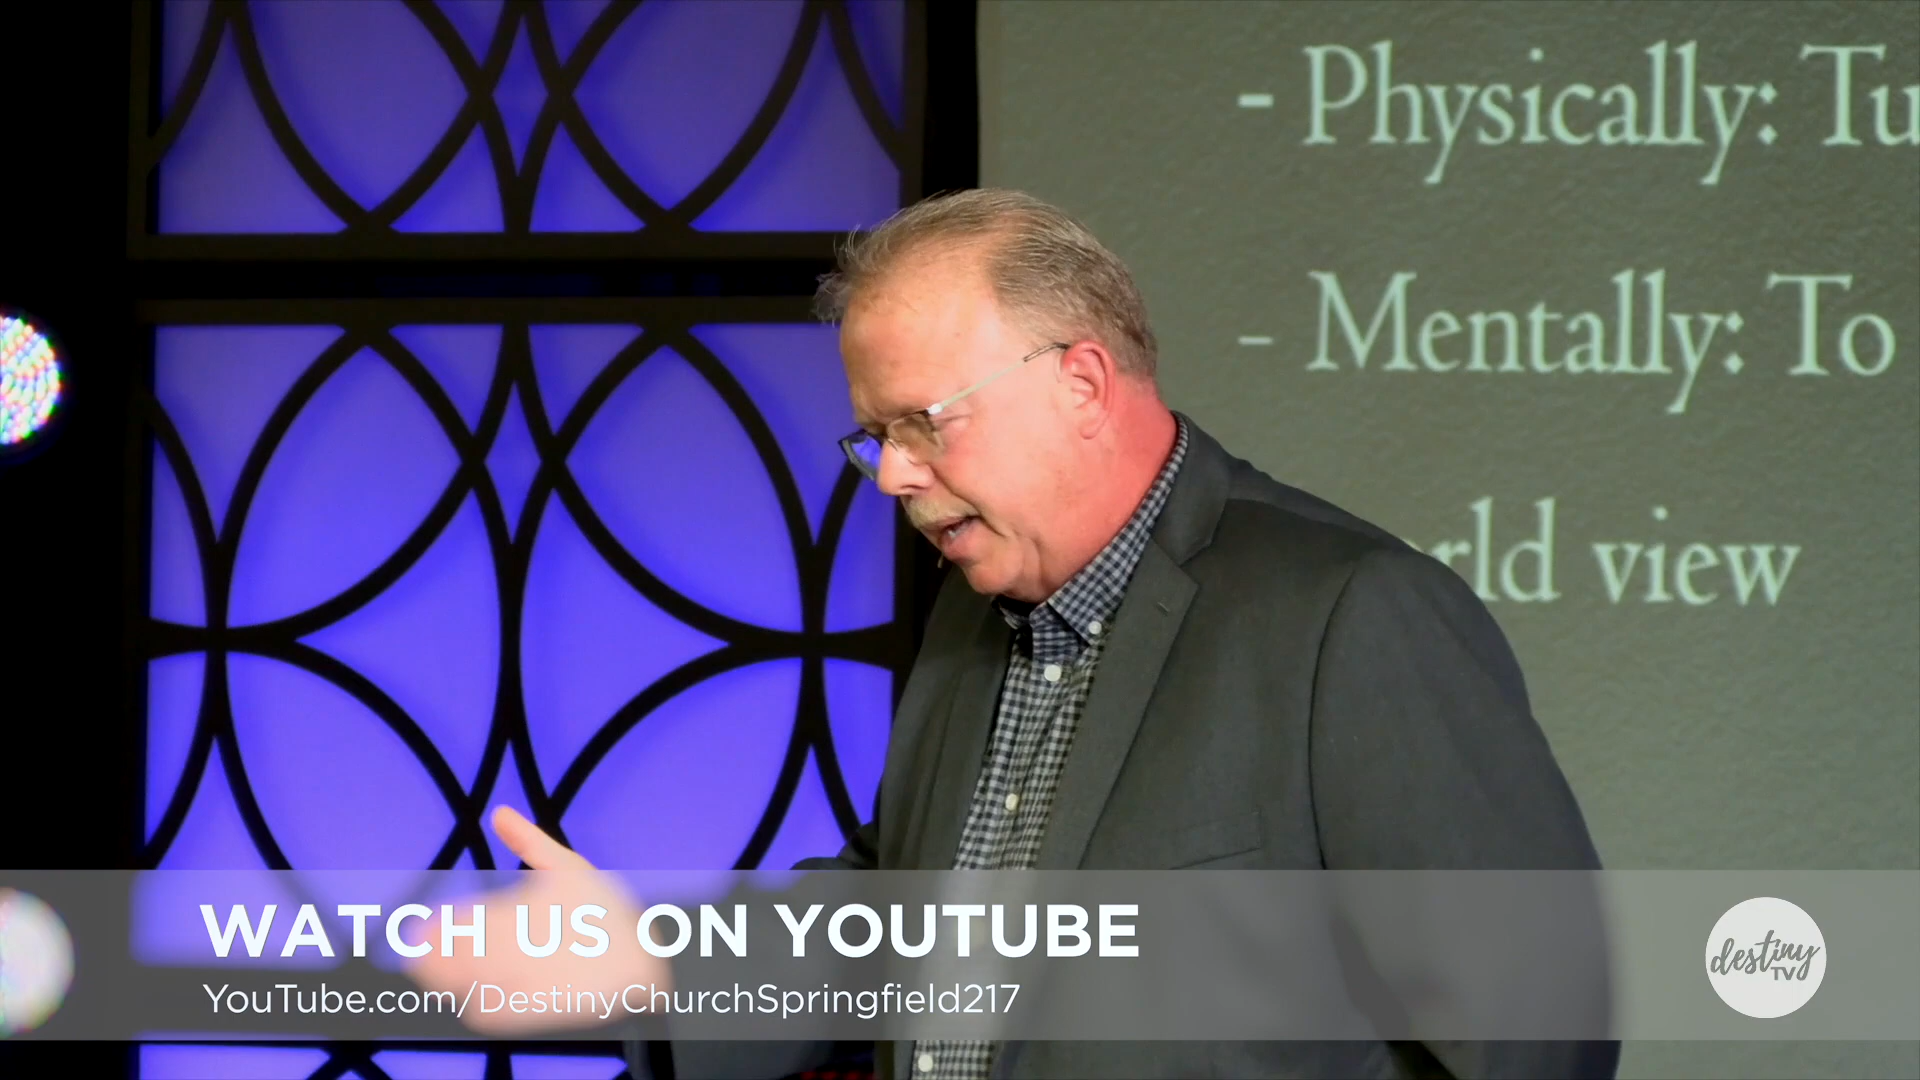 - Physically: Tu
- Mentally: To
rld view
WATCH US ON YOUTUBE
YouTube.com/DestinyChurchSpringfield217
destiny
TV